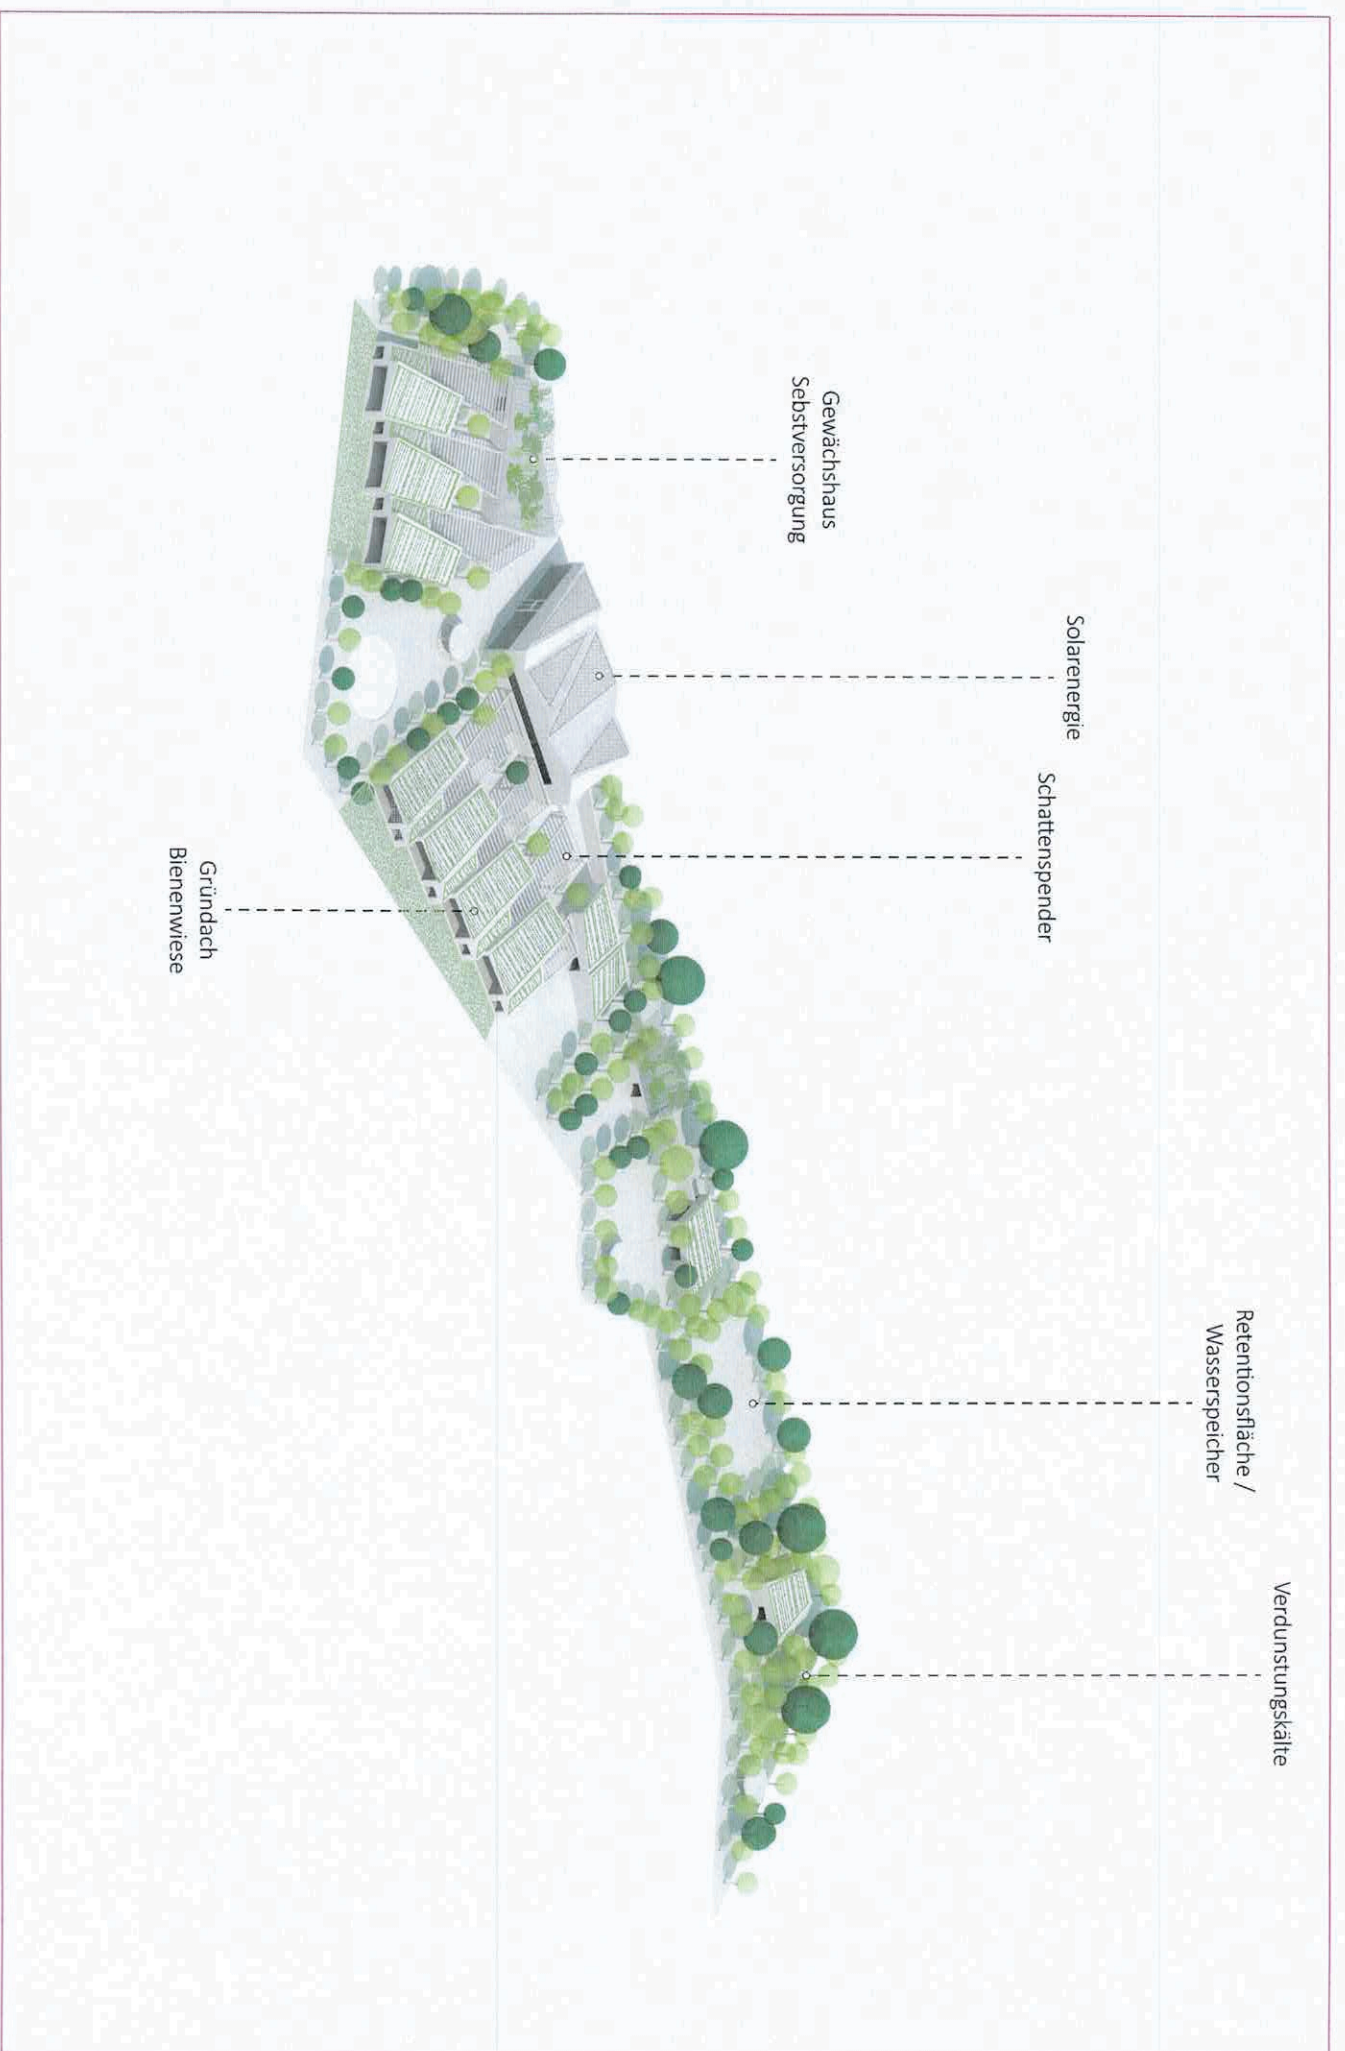 Gewächshaus
Sebstversorgung
Solarenergie
Schattenspender
Gründach
Bienenwiese
Retentionsfläche /
Wasserspeicher
Verdunstungskälte